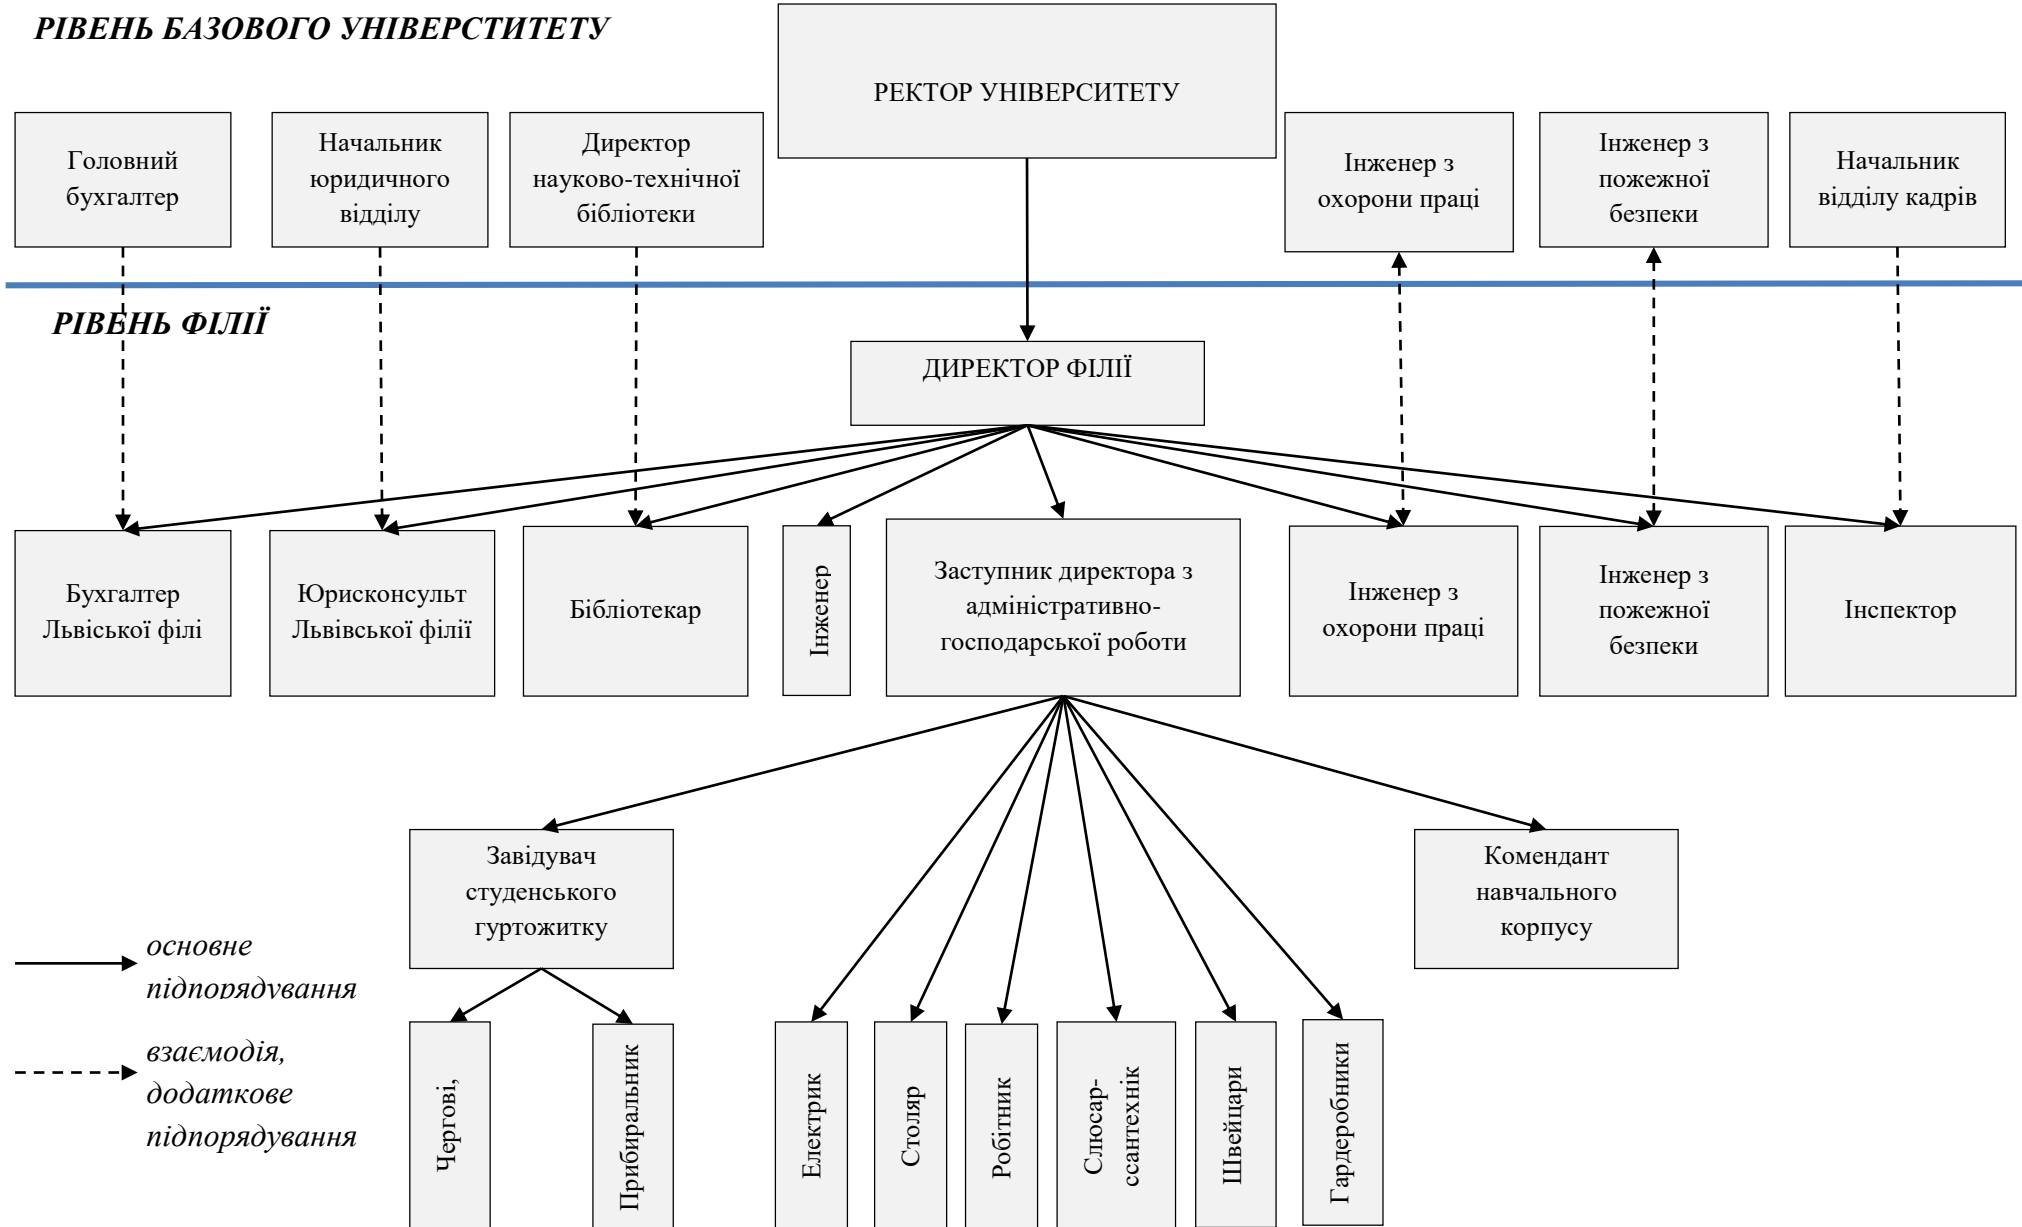 РІВЕНЬ БАЗОВОГО УНІВЕРСТИТЕТУ
РЕКТОР УНІВЕРСИТЕТУ
Головний
бухгалтер
Начальник
юридичного
відділу
Директор
науково-технічної
бібліотеки
Інженер з
охорони праці
Інженер з
пожежної
безпеки
Начальник
відділу кадрів
РІВЕНЬ ФІЛІЇ
ДИРЕКТОР ФІЛІЇ
Бухгалтер
Львіської філі
Юрисконсульт
Львівської філії
Бібліотекар
Інженер
Заступник директора з
адміністративно-
господарської роботи
Інженер з
охорони праці
Інженер з
пожежної
безпеки
Інспектор
Завідувач
студенського
гуртожитку
Комендант
навчального
корпусу
основне
підпорядування
взаємодія,
додаткове
підпорядування
Чергові,
Прибиральник
Електрик
Столяр
Робітник
Слюсар-
ссантехнік
Швейцари
Гардеробники